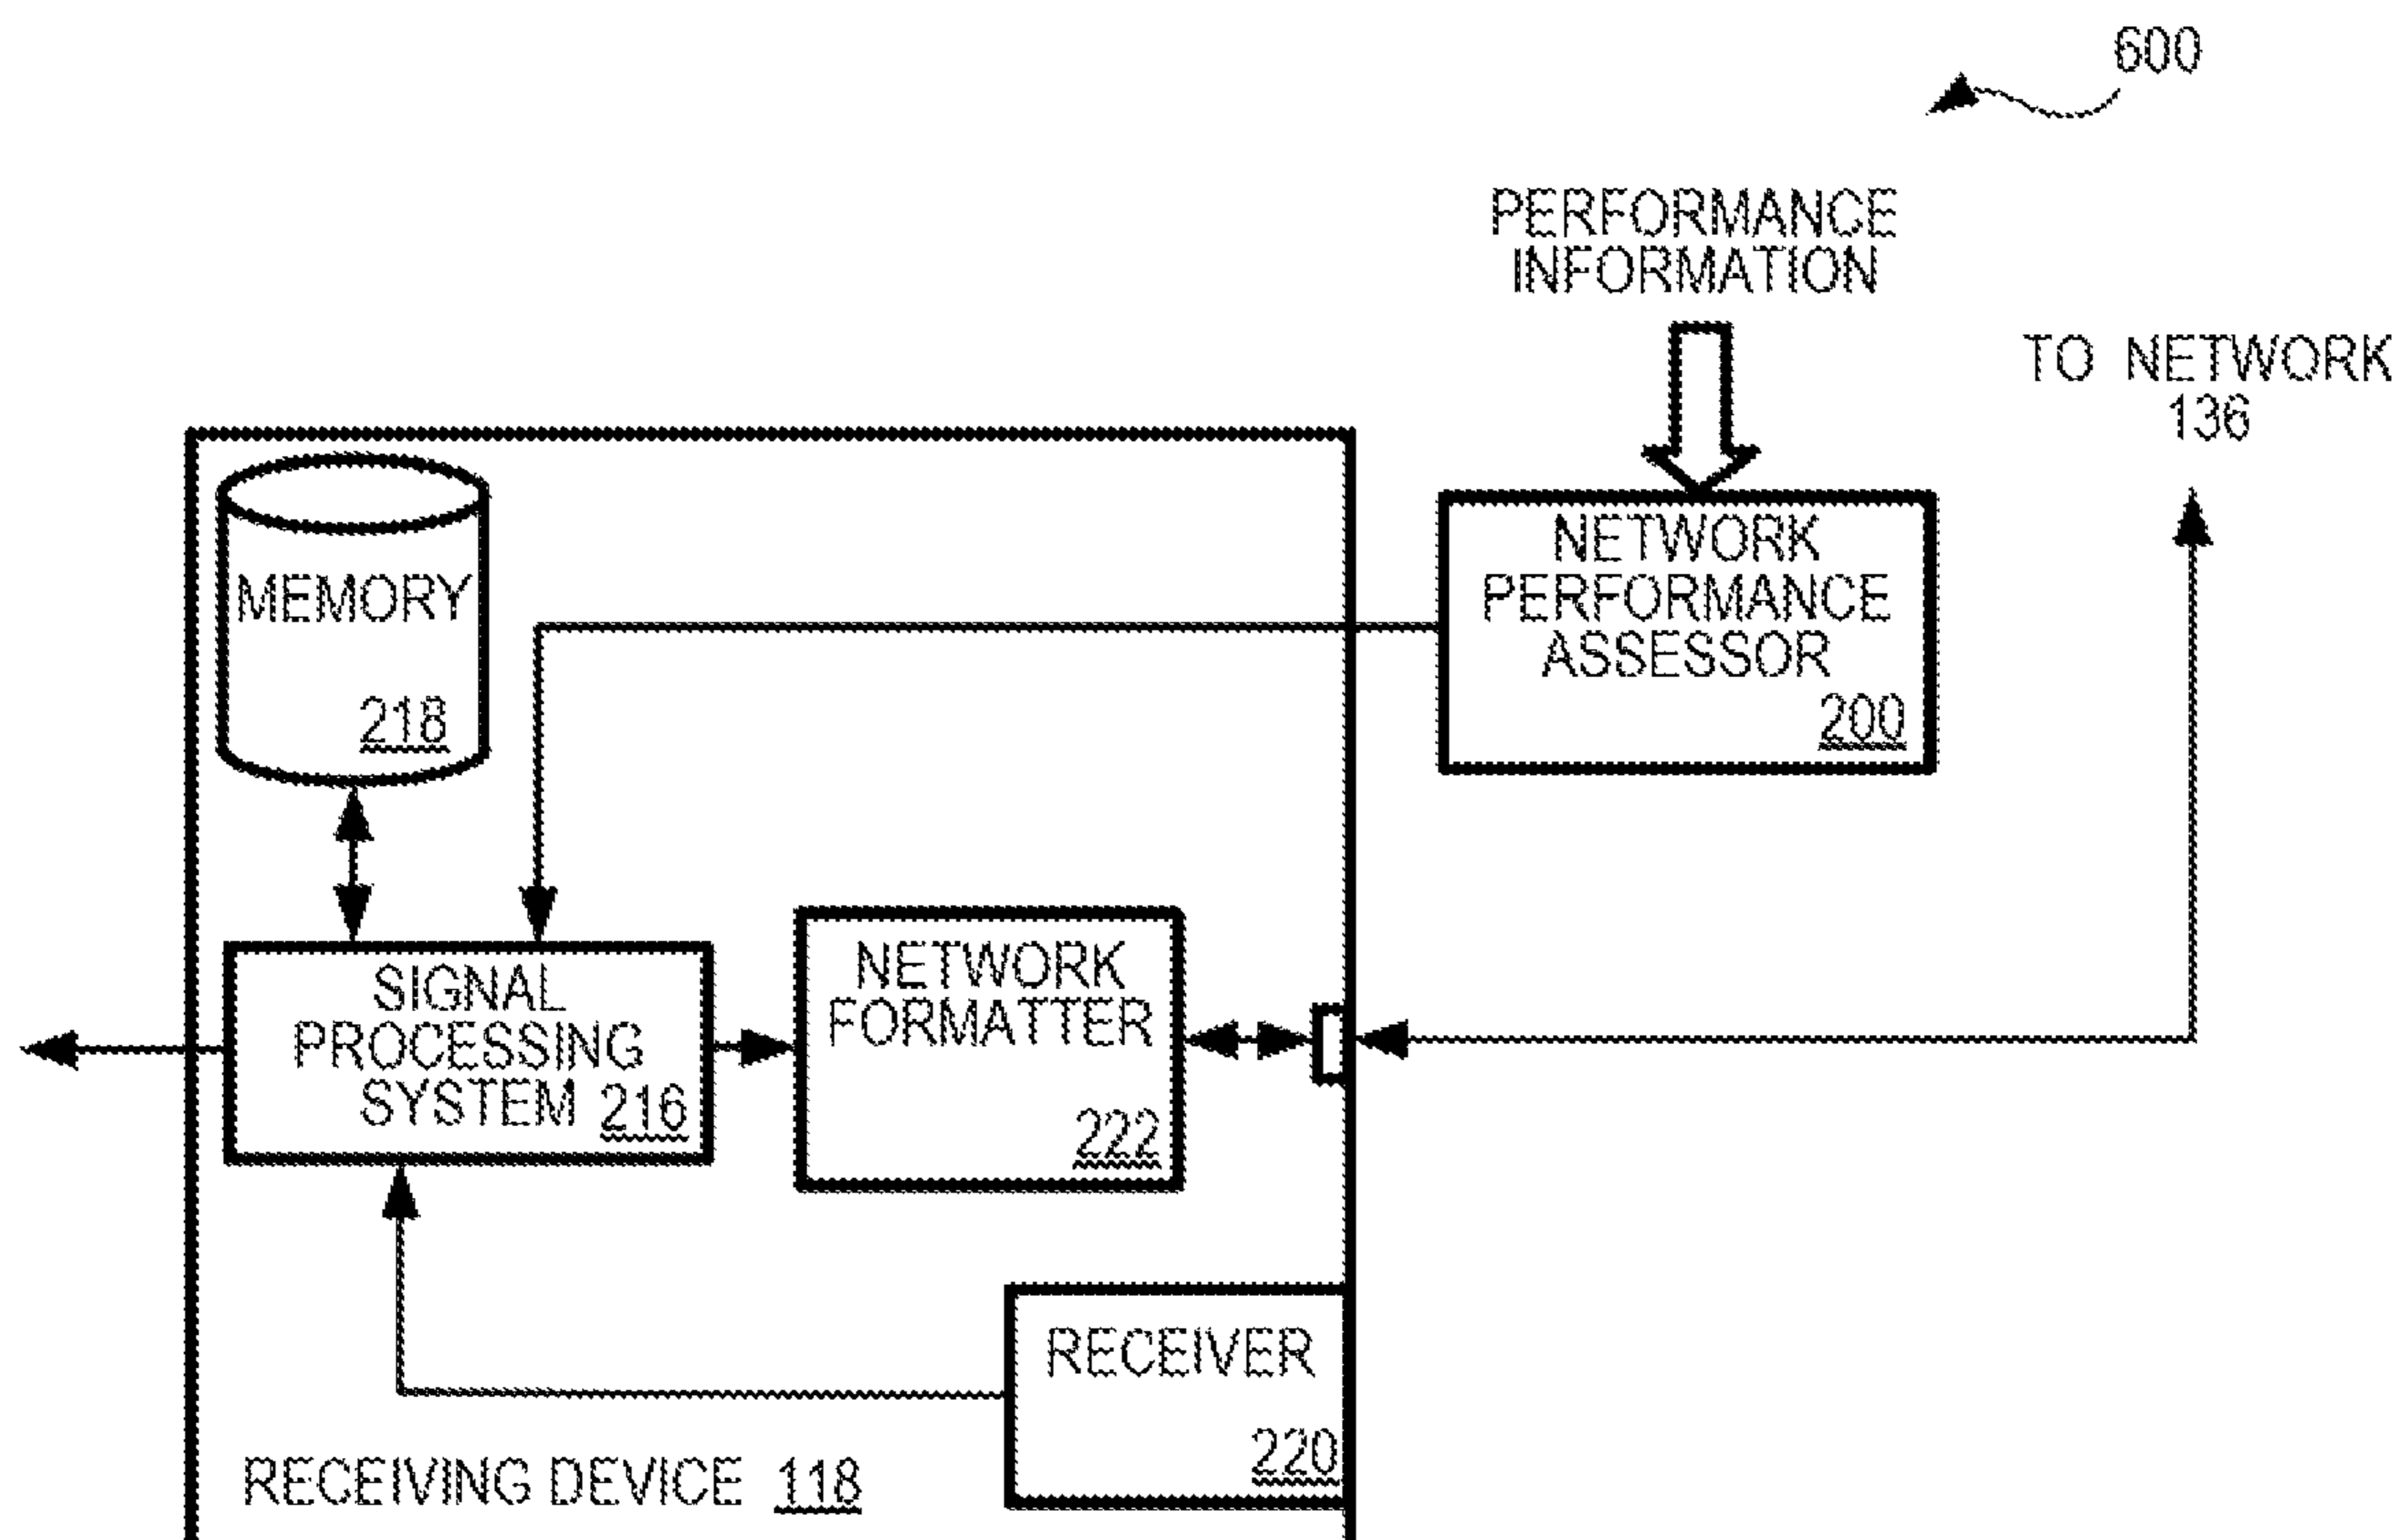 600
PERFORMANCE
INFORMATION
TO NETWORK
136
MEMORY
218
NETWORK
PERFORMANCE
ASSESSOR
200
SIGNAL
PROCESSING
SYSTEM 216
NETWORK
FORMATTER
222
RECEIVER
220
RECEIVING DEVICE 118